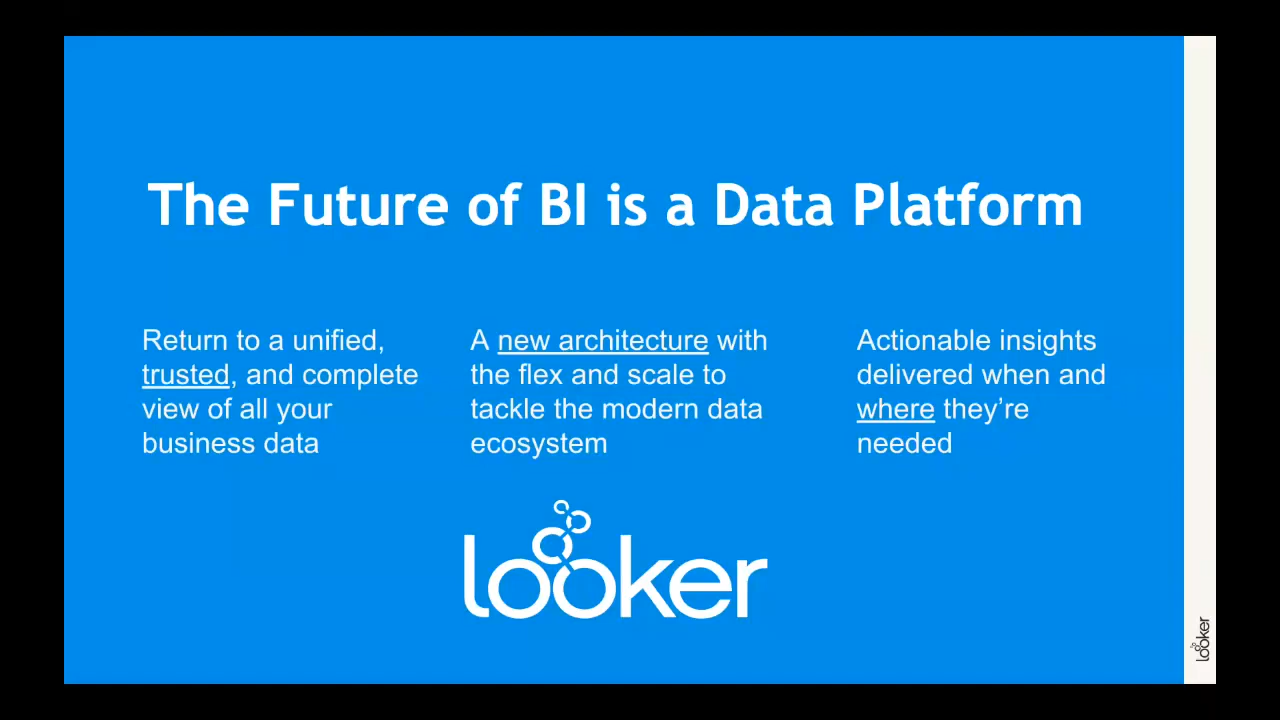 The Future of BI is a Data Platform
Return to a unified,
trusted, and complete
view of all your
business data
A new architecture with
the flex and scale to
tackle the modern data
ecosystem
Actionable insights
delivered when and
where they’re
needed
looker
looker